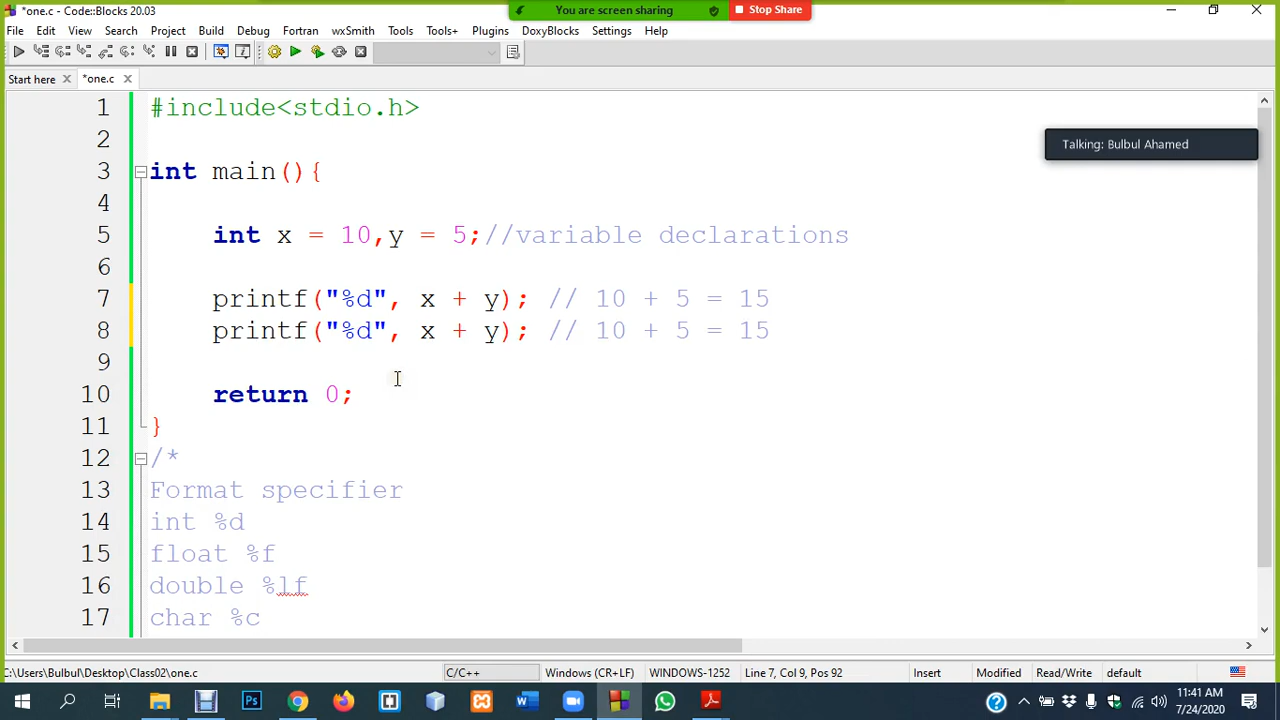 *one.c - Code::Blocks 20.03
You are screen sharing
Stop Share
File Edit View Search Project Build Debug Fortran wxSmith Tools Tools+ Plugins DoxyBlocks Settings Help
Start here
*one.c
Talking: Bulbul Ahamed
1 #include<stdio.h>
2
3 int main(){
4
5 int x = 10,y = 5;//variable declarations
6
7 printf("%d", x + y); // 10 + 5 = 15
8 printf("%d", x + y); // 10 + 5 = 15
9
10 return 0;
11 }
12 /*
13 Format specifier
14 int %d
15 float %f
16 double %lf
17 char %c
C:\Users\Bulbul\Desktop\Class02\one.c C/C++ Windows (CR+LF) WINDOWS-1252 Line 7, Col 9, Pos 92 Insert Modified Read/Write default
11:41 AM
7/24/2020